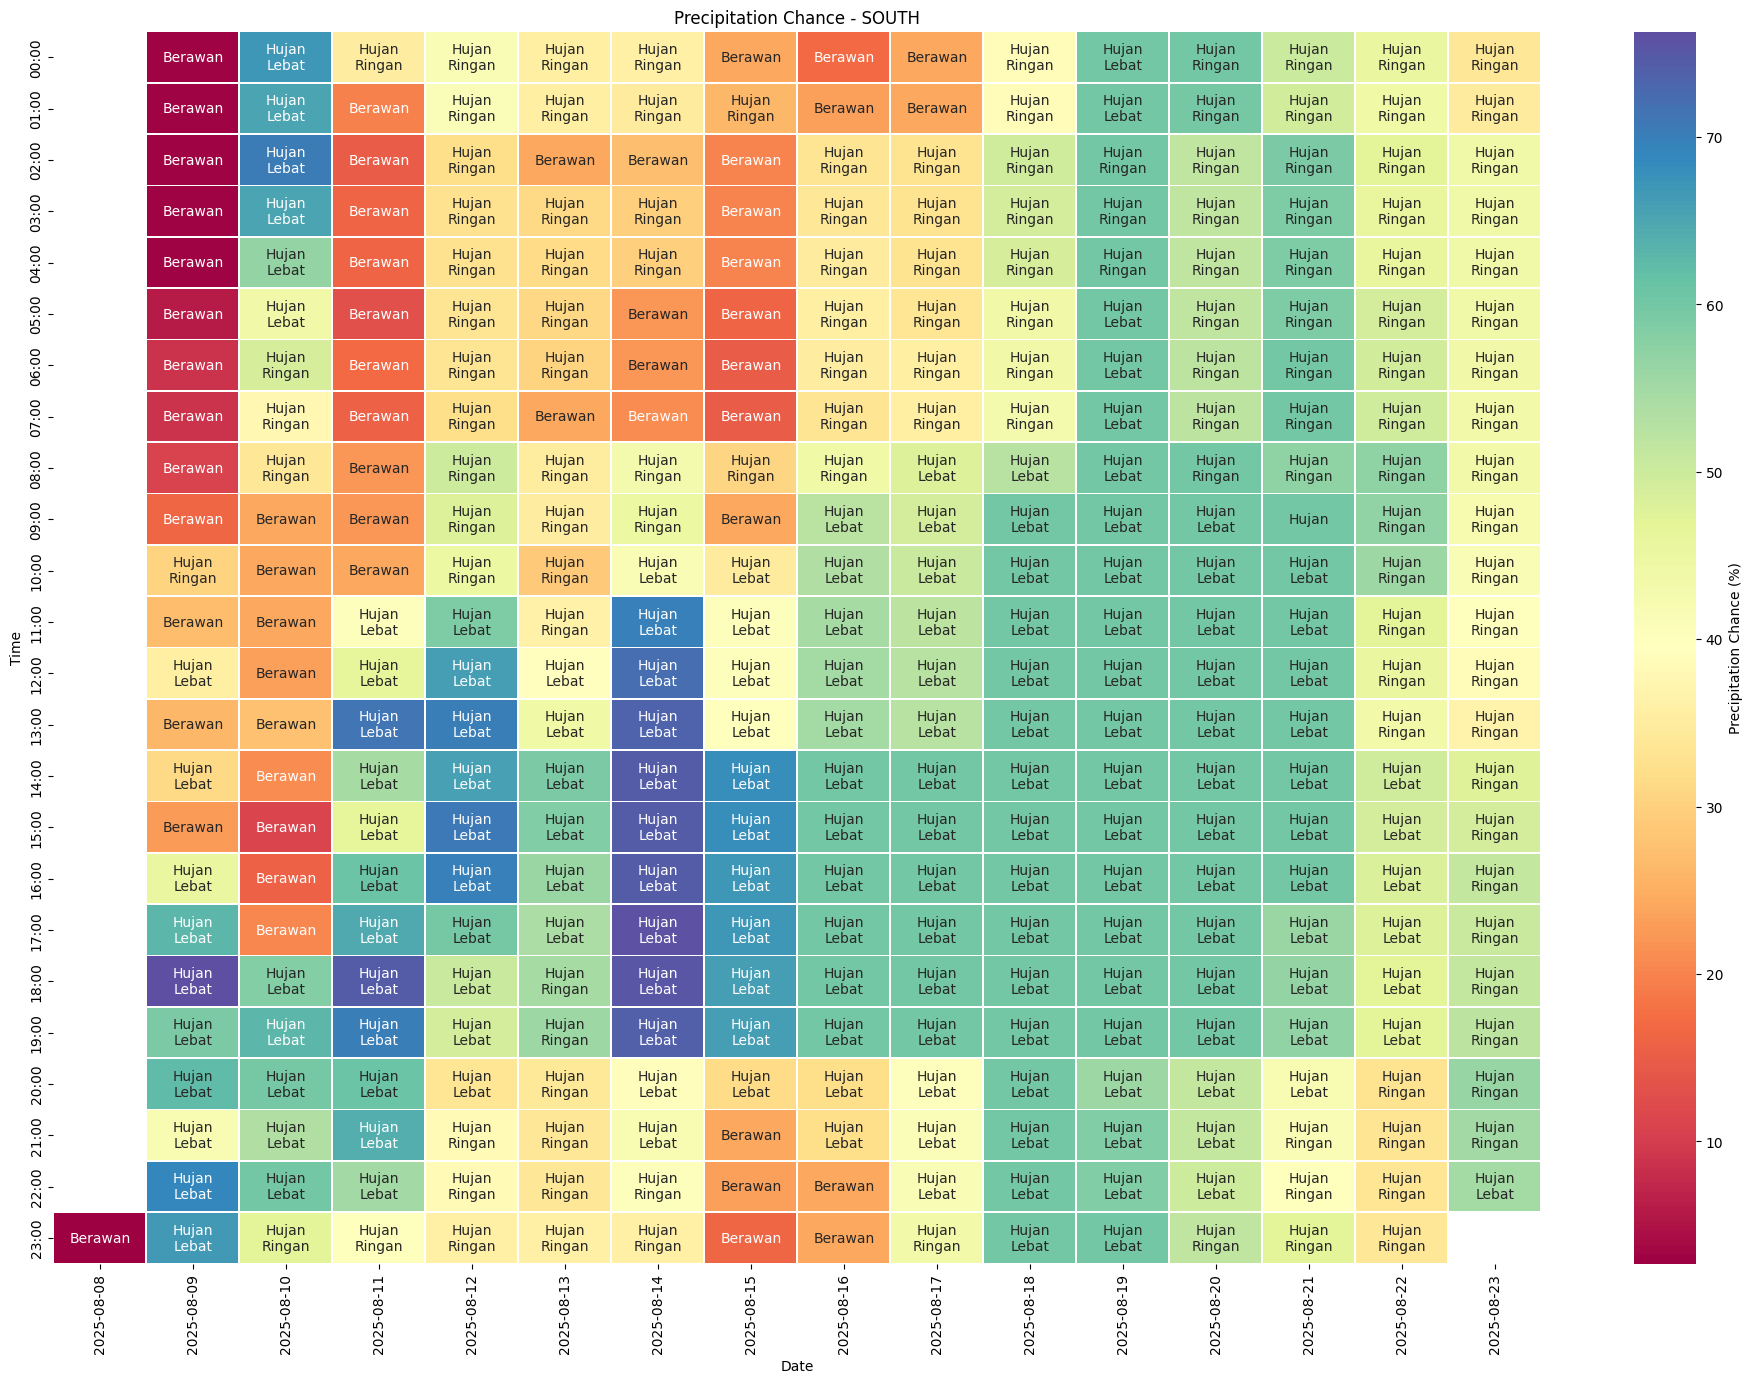 Precipitation Chance - SOUTH
00:00 Berawan Hujan Lebat Hujan Ringan Hujan Ringan Hujan Ringan Hujan Ringan Berawan Berawan Berawan Hujan Ringan Hujan Lebat Hujan Ringan Hujan Ringan Hujan Ringan Hujan Ringan
01:00 Berawan Hujan Lebat Berawan Hujan Ringan Hujan Ringan Hujan Ringan Hujan Ringan Berawan Berawan Hujan Ringan Hujan Lebat Hujan Ringan Hujan Ringan Hujan Ringan Hujan Ringan
02:00 Berawan Hujan Lebat Berawan Hujan Ringan Berawan Berawan Berawan Hujan Ringan Hujan Ringan Hujan Ringan Hujan Ringan Hujan Ringan Hujan Ringan Hujan Ringan Hujan Ringan
03:00 Berawan Hujan Lebat Berawan Hujan Ringan Hujan Ringan Hujan Ringan Berawan Hujan Ringan Hujan Ringan Hujan Ringan Hujan Ringan Hujan Ringan Hujan Ringan Hujan Ringan Hujan Ringan
04:00 Berawan Hujan Lebat Berawan Hujan Ringan Hujan Ringan Hujan Ringan Berawan Hujan Ringan Hujan Ringan Hujan Ringan Hujan Ringan Hujan Ringan Hujan Ringan Hujan Ringan Hujan Ringan
05:00 Berawan Hujan Lebat Berawan Hujan Ringan Hujan Ringan Berawan Berawan Hujan Ringan Hujan Ringan Hujan Ringan Hujan Lebat Hujan Ringan Hujan Ringan Hujan Ringan Hujan Ringan
06:00 Berawan Hujan Ringan Berawan Hujan Ringan Hujan Ringan Berawan Berawan Hujan Ringan Hujan Ringan Hujan Ringan Hujan Lebat Hujan Ringan Hujan Ringan Hujan Ringan Hujan Ringan
07:00 Berawan Hujan Ringan Berawan Hujan Ringan Berawan Berawan Berawan Hujan Ringan Hujan Ringan Hujan Ringan Hujan Lebat Hujan Ringan Hujan Ringan Hujan Ringan Hujan Ringan
08:00 Berawan Hujan Ringan Berawan Hujan Ringan Hujan Ringan Hujan Ringan Hujan Ringan Hujan Ringan Hujan Lebat Hujan Lebat Hujan Lebat Hujan Ringan Hujan Ringan Hujan Ringan Hujan Ringan
09:00 Berawan Berawan Berawan Hujan Ringan Hujan Ringan Hujan Ringan Berawan Hujan Lebat Hujan Lebat Hujan Lebat Hujan Lebat Hujan Lebat Hujan Hujan Ringan Hujan Ringan
10:00 Hujan Ringan Berawan Berawan Hujan Ringan Hujan Ringan Hujan Lebat Hujan Lebat Hujan Lebat Hujan Lebat Hujan Lebat Hujan Lebat Hujan Lebat Hujan Lebat Hujan Ringan Hujan Ringan
11:00 Berawan Berawan Hujan Lebat Hujan Lebat Hujan Ringan Hujan Lebat Hujan Lebat Hujan Lebat Hujan Lebat Hujan Lebat Hujan Lebat Hujan Lebat Hujan Lebat Hujan Ringan Hujan Ringan
12:00 Hujan Lebat Berawan Hujan Lebat Hujan Lebat Hujan Lebat Hujan Lebat Hujan Lebat Hujan Lebat Hujan Lebat Hujan Lebat Hujan Lebat Hujan Lebat Hujan Lebat Hujan Ringan Hujan Ringan
13:00 Berawan Berawan Hujan Lebat Hujan Lebat Hujan Lebat Hujan Lebat Hujan Lebat Hujan Lebat Hujan Lebat Hujan Lebat Hujan Lebat Hujan Lebat Hujan Lebat Hujan Ringan Hujan Ringan
14:00 Hujan Lebat Berawan Hujan Lebat Hujan Lebat Hujan Lebat Hujan Lebat Hujan Lebat Hujan Lebat Hujan Lebat Hujan Lebat Hujan Lebat Hujan Lebat Hujan Lebat Hujan Ringan Hujan Ringan
15:00 Berawan Berawan Hujan Lebat Hujan Lebat Hujan Lebat Hujan Lebat Hujan Lebat Hujan Lebat Hujan Lebat Hujan Lebat Hujan Lebat Hujan Lebat Hujan Lebat Hujan Lebat Hujan Ringan
16:00 Hujan Lebat Berawan Hujan Lebat Hujan Lebat Hujan Lebat Hujan Lebat Hujan Lebat Hujan Lebat Hujan Lebat Hujan Lebat Hujan Lebat Hujan Lebat Hujan Lebat Hujan Lebat Hujan Ringan
17:00 Hujan Lebat Berawan Hujan Lebat Hujan Lebat Hujan Lebat Hujan Lebat Hujan Lebat Hujan Lebat Hujan Lebat Hujan Lebat Hujan Lebat Hujan Lebat Hujan Lebat Hujan Lebat Hujan Ringan
18:00 Hujan Lebat Hujan Lebat Hujan Lebat Hujan Lebat Hujan Ringan Hujan Lebat Hujan Lebat Hujan Lebat Hujan Lebat Hujan Lebat Hujan Lebat Hujan Lebat Hujan Lebat Hujan Lebat Hujan Ringan
19:00 Hujan Lebat Hujan Lebat Hujan Lebat Hujan Lebat Hujan Ringan Hujan Lebat Hujan Lebat Hujan Lebat Hujan Lebat Hujan Lebat Hujan Lebat Hujan Lebat Hujan Lebat Hujan Lebat Hujan Ringan
20:00 Hujan Lebat Hujan Lebat Hujan Lebat Hujan Lebat Hujan Ringan Hujan Lebat Hujan Lebat Hujan Lebat Hujan Lebat Hujan Lebat Hujan Lebat Hujan Lebat Hujan Lebat Hujan Ringan Hujan Ringan
21:00 Hujan Lebat Hujan Lebat Hujan Lebat Hujan Ringan Hujan Ringan Hujan Lebat Berawan Hujan Lebat Hujan Lebat Hujan Lebat Hujan Lebat Hujan Lebat Hujan Ringan Hujan Ringan Hujan Ringan
22:00 Hujan Lebat Hujan Lebat Hujan Lebat Hujan Ringan Hujan Ringan Hujan Ringan Berawan Berawan Hujan Lebat Hujan Lebat Hujan Lebat Hujan Lebat Hujan Ringan Hujan Ringan Hujan Lebat
23:00 Berawan Hujan Lebat Hujan Ringan Hujan Ringan Hujan Ringan Hujan Ringan Hujan Ringan Berawan Berawan Hujan Ringan Hujan Lebat Hujan Lebat Hujan Ringan Hujan Ringan Hujan Ringan
Time
2025-08-08 2025-08-09 2025-08-10 2025-08-11 2025-08-12 2025-08-13 2025-08-14 2025-08-15 2025-08-16 2025-08-17 2025-08-18 2025-08-19 2025-08-20 2025-08-21 2025-08-22 2025-08-23
Date
70
60
50
40
30
20
10
Precipitation Chance (%)